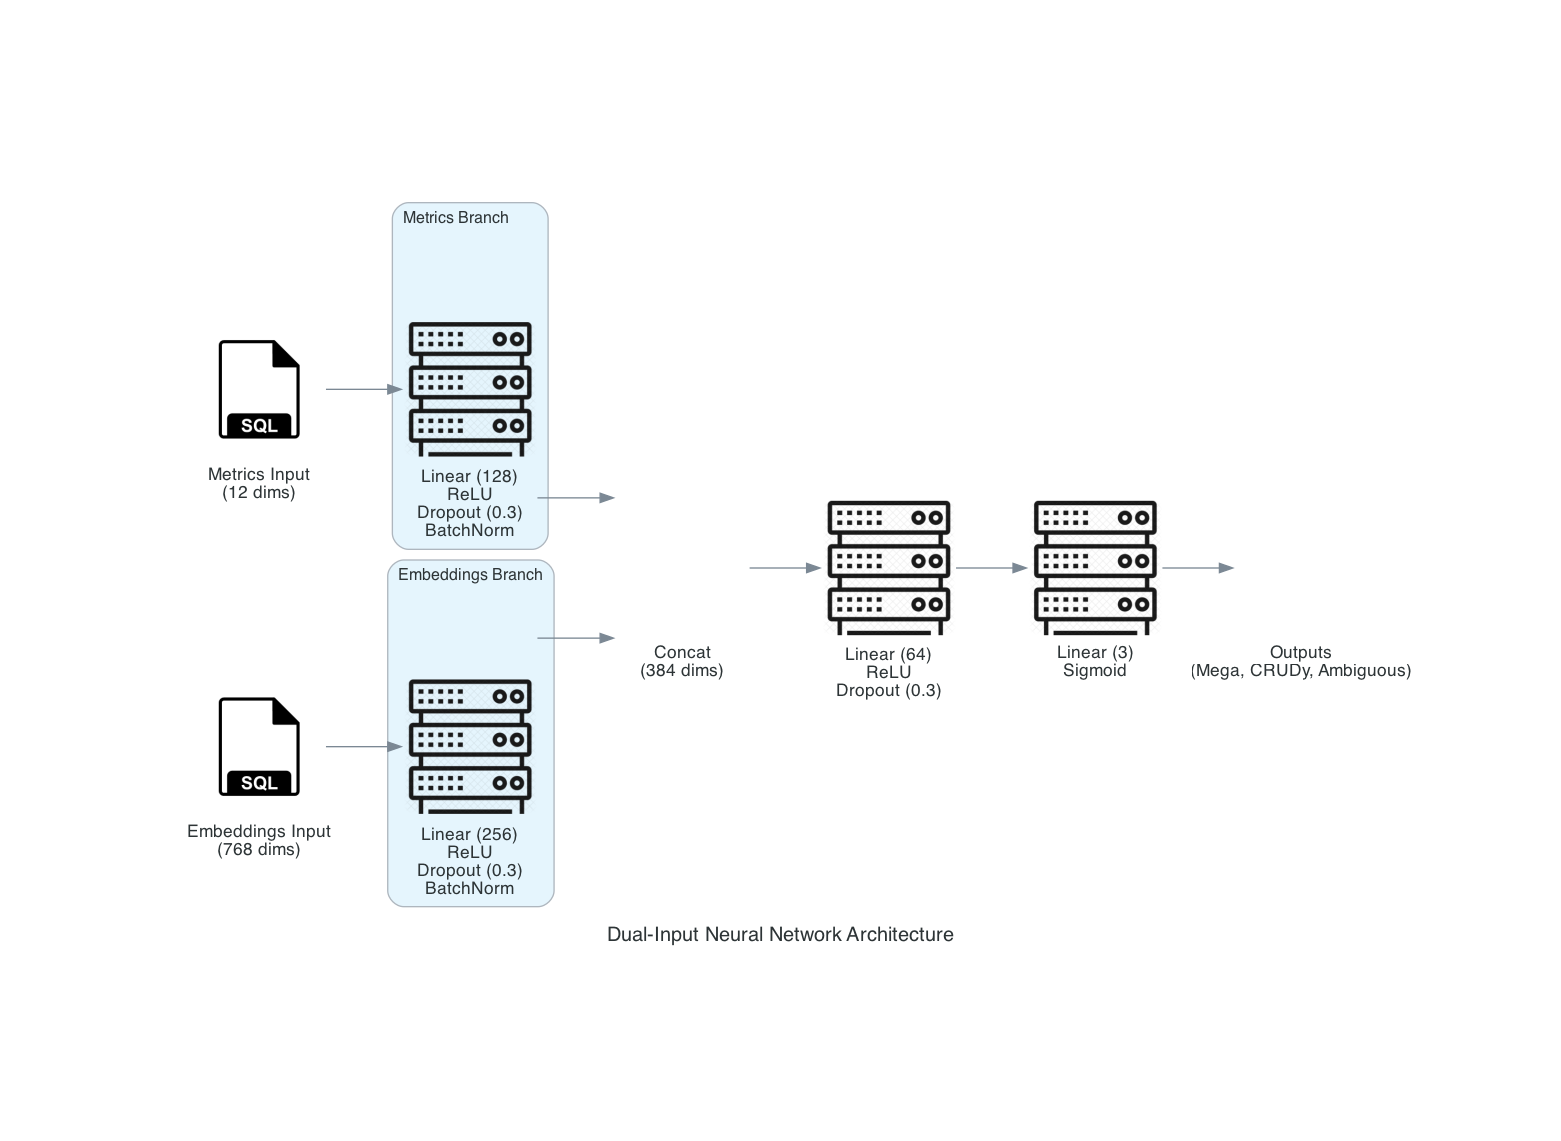 Metrics Branch
SQL
Metrics Input
(12 dims)
Linear (128)
ReLU
Dropout (0.3)
BatchNorm
Embeddings Branch
SQL
Embeddings Input
(768 dims)
Linear (256)
ReLU
Dropout (0.3)
BatchNorm
Concat
(384 dims)
Linear (64)
ReLU
Dropout (0.3)
Linear (3)
Sigmoid
Outputs
(Mega, CRUDy, Ambiguous)
Dual-Input Neural Network Architecture